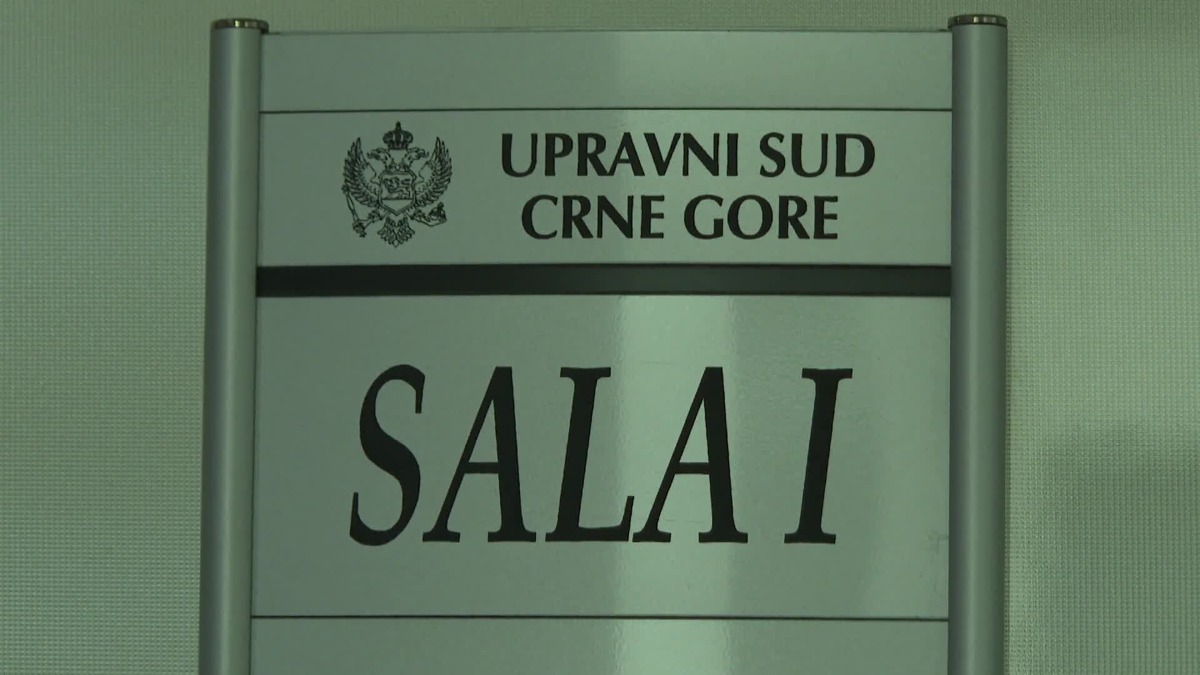 UPRAVNI SUD
CRNE GORE
SALA I